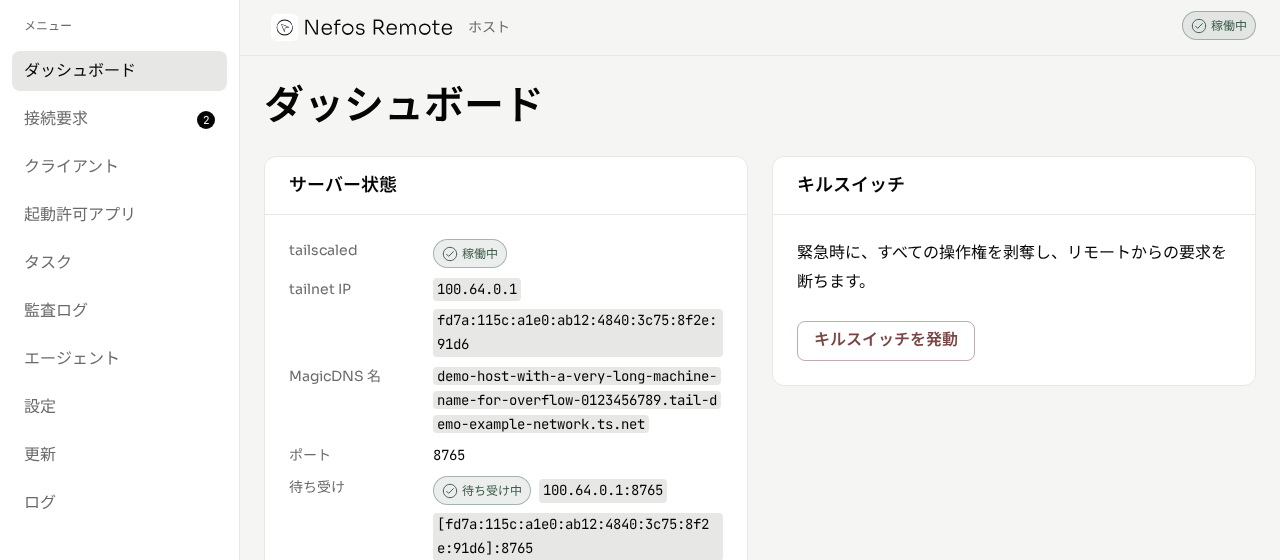 メニュー
ダッシュボード
接続要求 2
クライアント
起動許可アプリ
タスク
監査ログ
エージェント
設定
更新
ログ
Nefos Remote ホスト
稼働中
ダッシュボード
サーバー状態
tailscaled 稼働中
tailnet IP 100.64.0.1
fd7a:115c:a1e0:ab12:4840:3c75:8f2e:
91d6
MagicDNS 名 demo-host-with-a-very-long-machine-
name-for-overflow-0123456789.tail-d
emo-example-network.ts.net
ポート 8765
待ち受け 待ち受け中 100.64.0.1:8765
[fd7a:115c:a1e0:ab12:4840:3c75:8f2
e:91d6]:8765
キルスイッチ
緊急時に、すべての操作権を剥奪し、リモートからの要求を
断ちます。
キルスイッチを発動